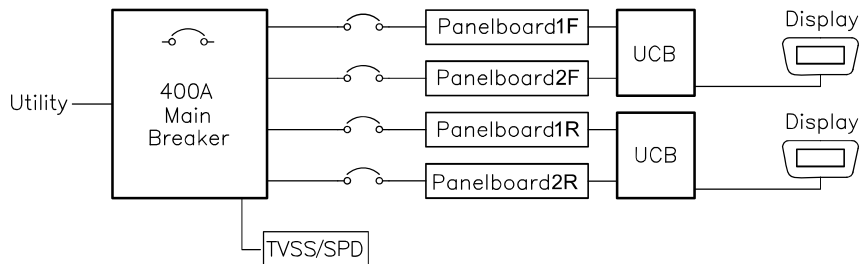 Display
Panelboard1F
UCB
Panelboard2F
400A
Main
Breaker
Utility
Panelboard1R
Display
UCB
Panelboard2R
TVSS/SPD